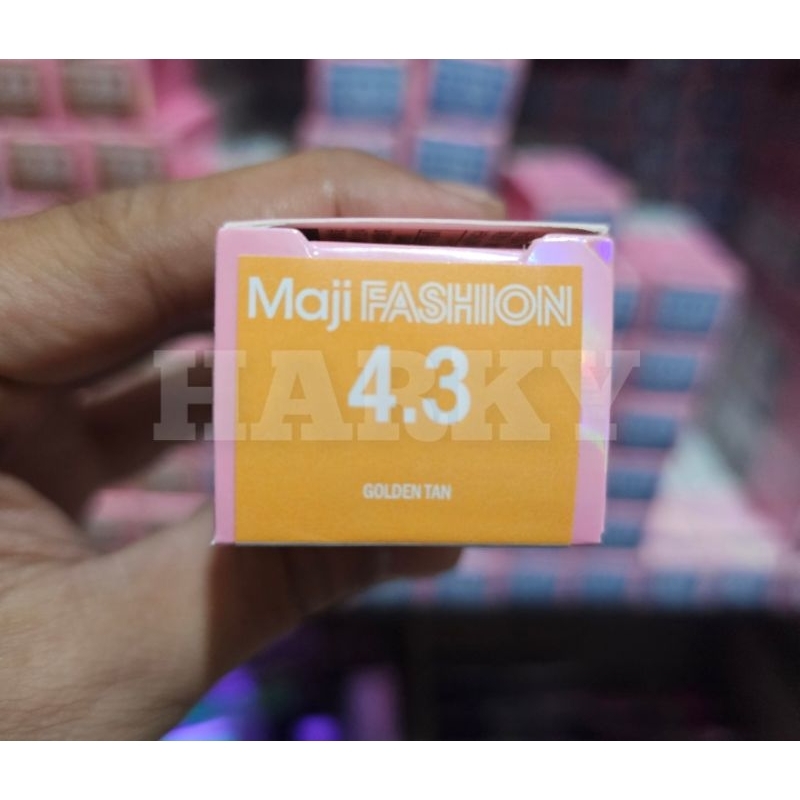 Maji FASHION
4.3
HARKY
GOLDEN TAN